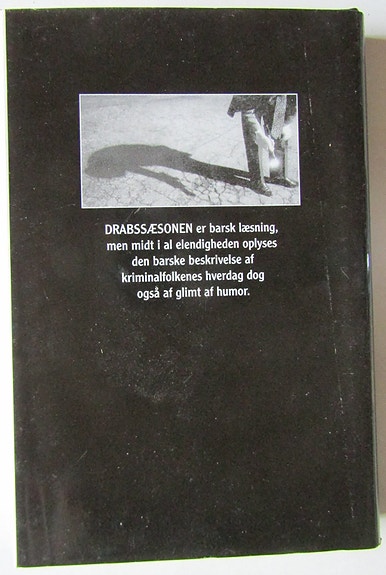 DRABSSÆSONEN er barsk læsning,
men midt i al elendigheden oplyses
den barske beskrivelse af
kriminalfolkenes hverdag dog
også af glimt af humor.